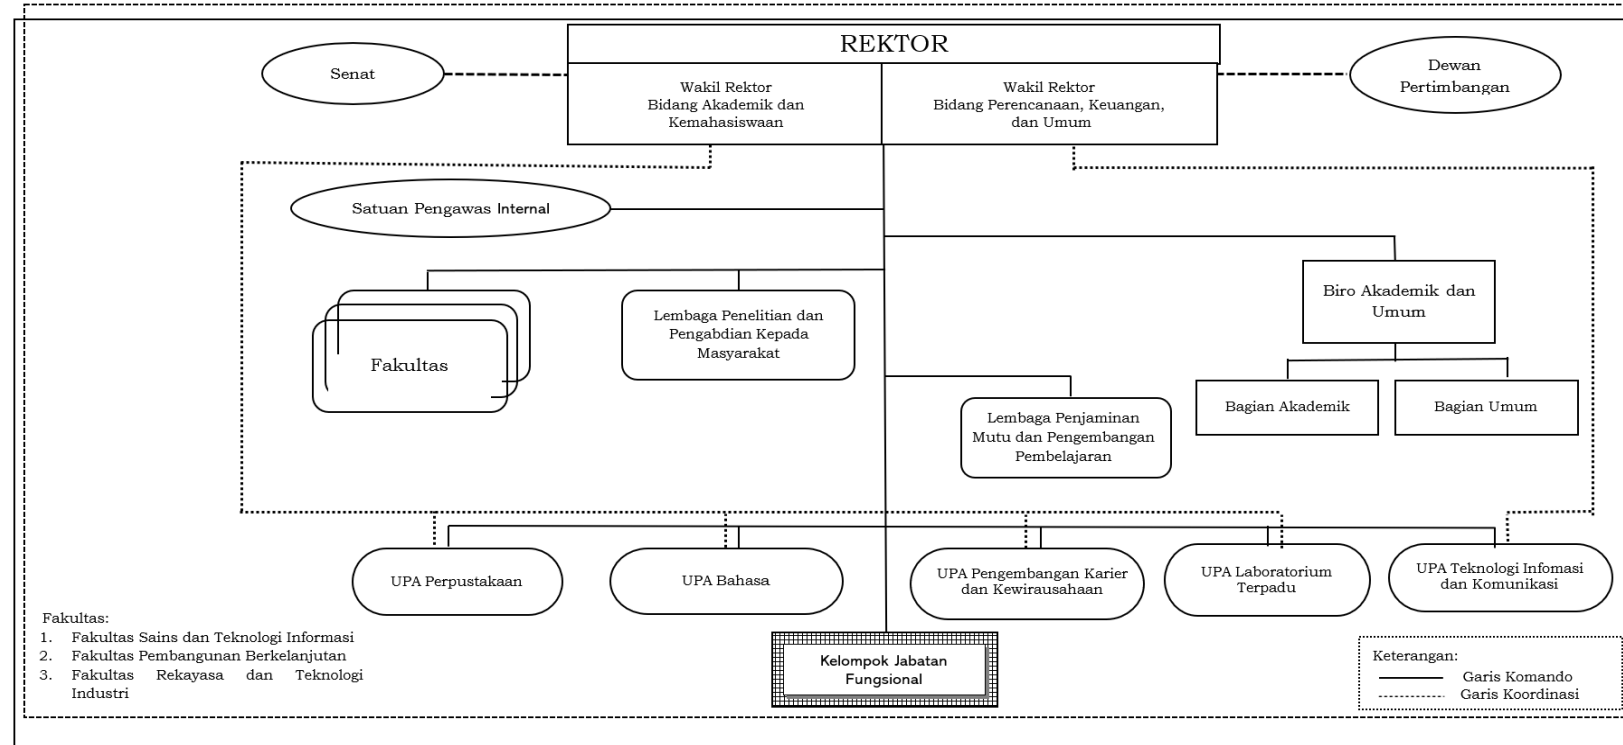 REKTOR
Senat
Wakil Rektor
Bidang Akademik dan
Kemahasiswaan
Wakil Rektor
Bidang Perencanaan, Keuangan,
dan Umum
Dewan
Pertimbangan
Satuan Pengawas Internal
Fakultas
Lembaga Penelitian dan
Pengabdian Kepada
Masyarakat
Biro Akademik dan
Umum
Bagian Akademik
Bagian Umum
Lembaga Penjaminan
Mutu dan Pengembangan
Pembelajaran
UPA Perpustakaan
UPA Bahasa
UPA Pengembangan Karier
dan Kewirausahaan
UPA Laboratorium
Terpadu
UPA Teknologi Infomasi
dan Komunikasi
Fakultas:
1. Fakultas Sains dan Teknologi Informasi
2. Fakultas Pembangunan Berkelanjutan
3. Fakultas Rekayasa dan Teknologi
Industri
Kelompok Jabatan
Fungsional
Keterangan:
Garis Komando
Garis Koordinasi